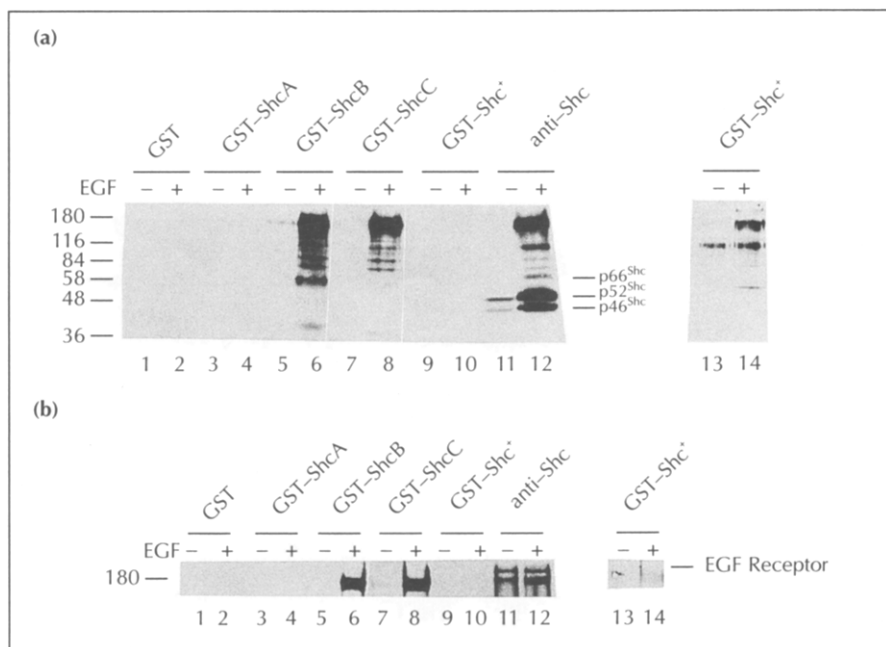 (a)
GST GST–ShcA GST–ShcB GST–ShcC GST–Shc* anti–Shc GST–Shc*
EGF – + – + – + – + – + – + – +
180
116
84
58
48
36
p66Shc
p52Shc
p46Shc
1 2 3 4 5 6 7 8 9 10 11 12 13 14
(b)
GST GST–ShcA GST–ShcB GST–ShcC GST–Shc* anti–Shc GST–Shc*
EGF – + – + – + – + – + – + – +
180
EGF Receptor
1 2 3 4 5 6 7 8 9 10 11 12 13 14